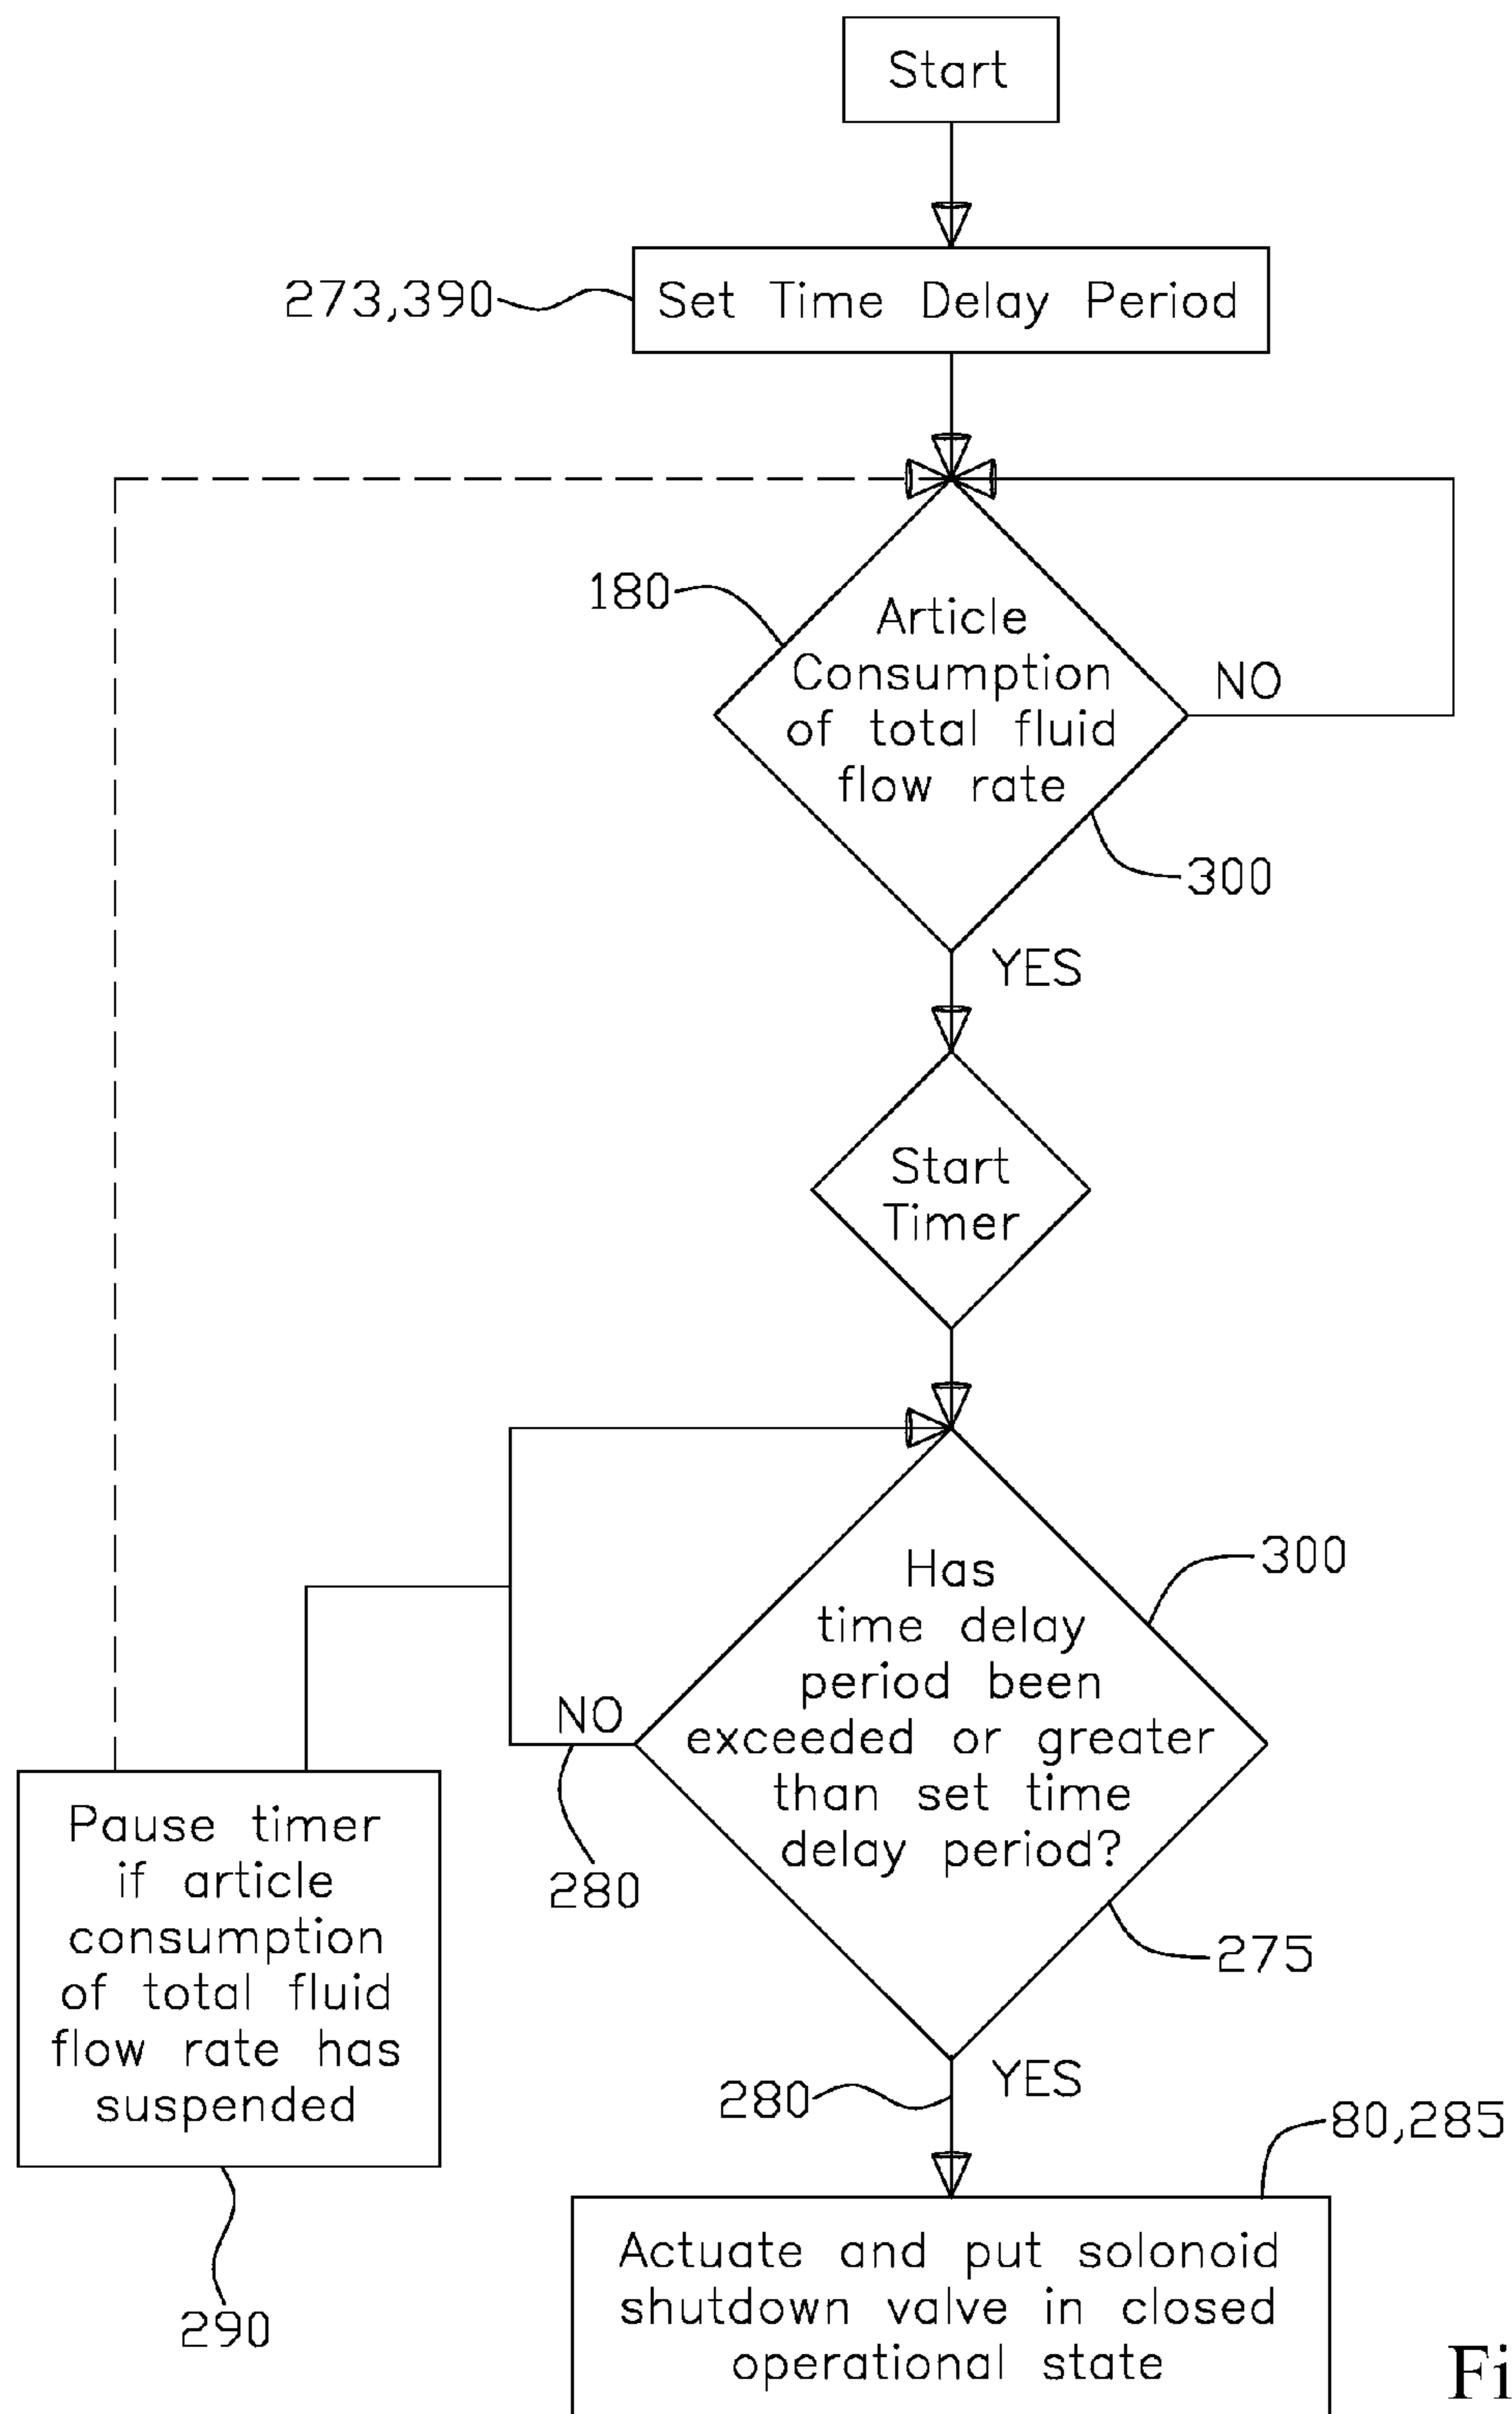 Start
273,390
Set Time Delay Period
180
Article
Consumption
of total fluid
flow rate
NO
300
YES
Start
Timer
300
Has
time delay
period been
exceeded or greater
than set time
delay period?
NO
280
275
Pause timer
if article
consumption
of total fluid
flow rate has
suspended
290
280
YES
80,285
Actuate and put solonoid
shutdown valve in closed
operational state
Fi